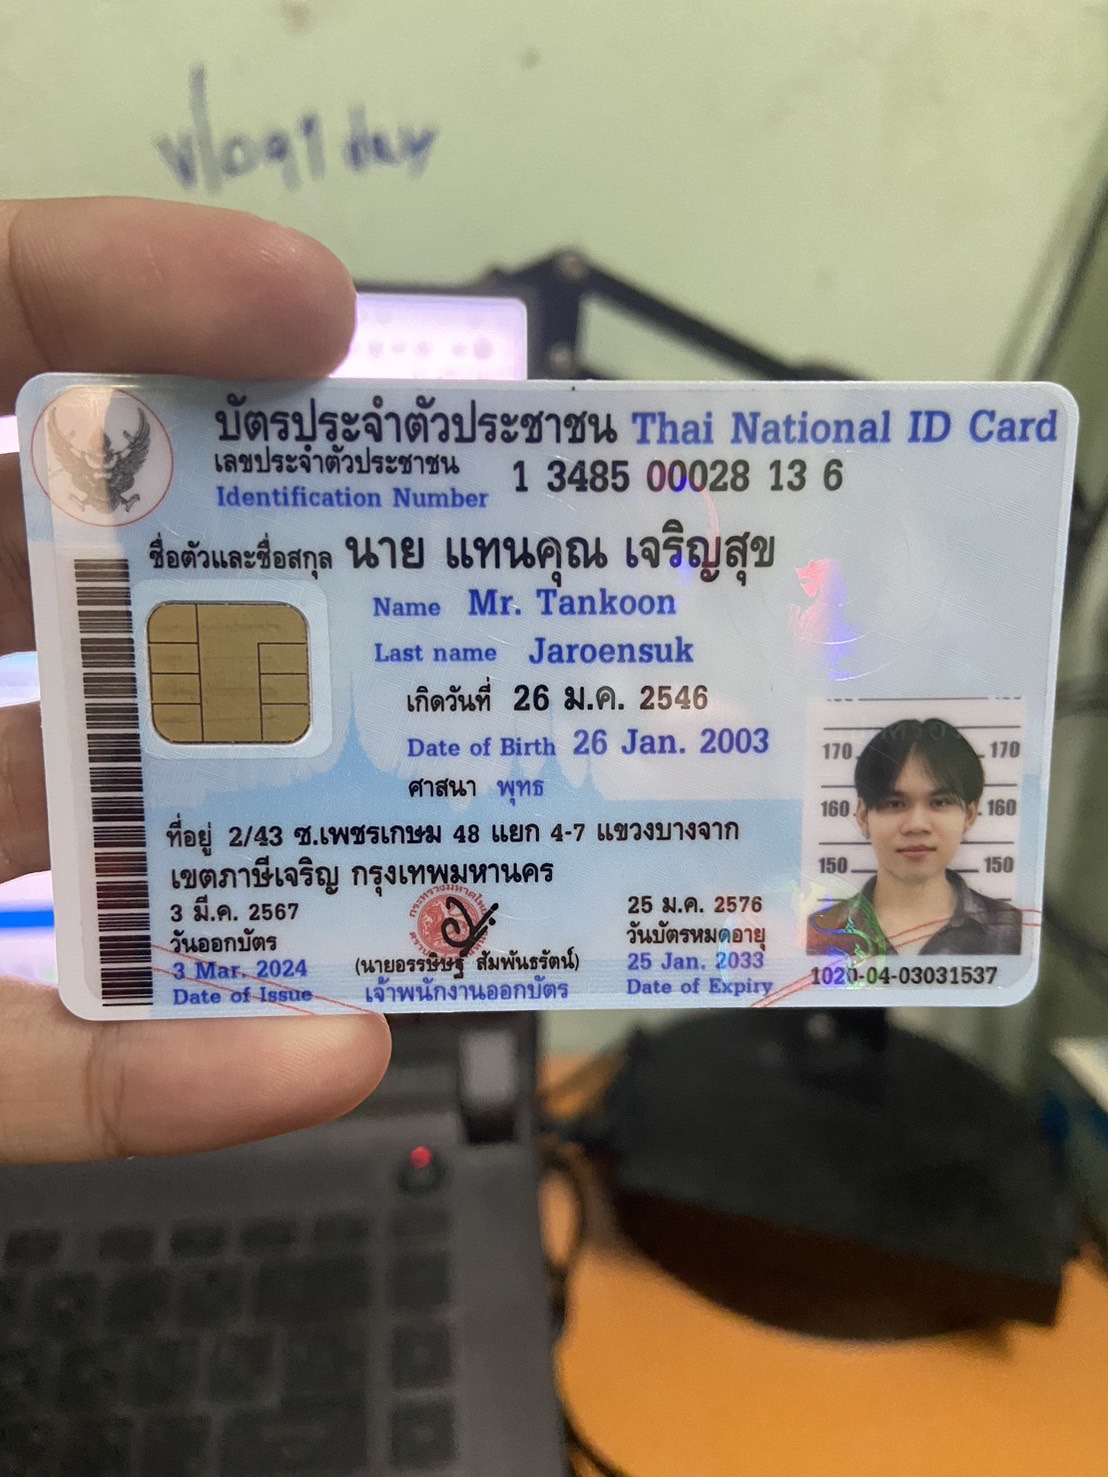 vlog1 day
บัตรประจำตัวประชาชน Thai National ID Card
เลขประจำตัวประชาชน
Identification Number 1 3485 00028 13 6
ชื่อตัวและชื่อสกุล นาย แทนคุณ เจริญสุข
Name Mr. Tankoon
Last name Jaroensuk
เกิดวันที่ 26 ม.ค. 2546
Date of Birth 26 Jan. 2003
ศาสนา พุทธ
ที่อยู่ 2/43 ซ.เพชรเกษม 48 แยก 4-7 แขวงบางจาก
เขตภาษีเจริญ กรุงเทพมหานคร
3 มี.ค. 2567
วันออกบัตร
3 Mar. 2024
Date of Issue
(นายอรรษิษฐ์ สัมพันธรัตน์)
เจ้าพนักงานออกบัตร
25 ม.ค. 2576
วันบัตรหมดอายุ
25 Jan. 2033
Date of Expiry
170 170
160 160
150 150
1020-04-03031537